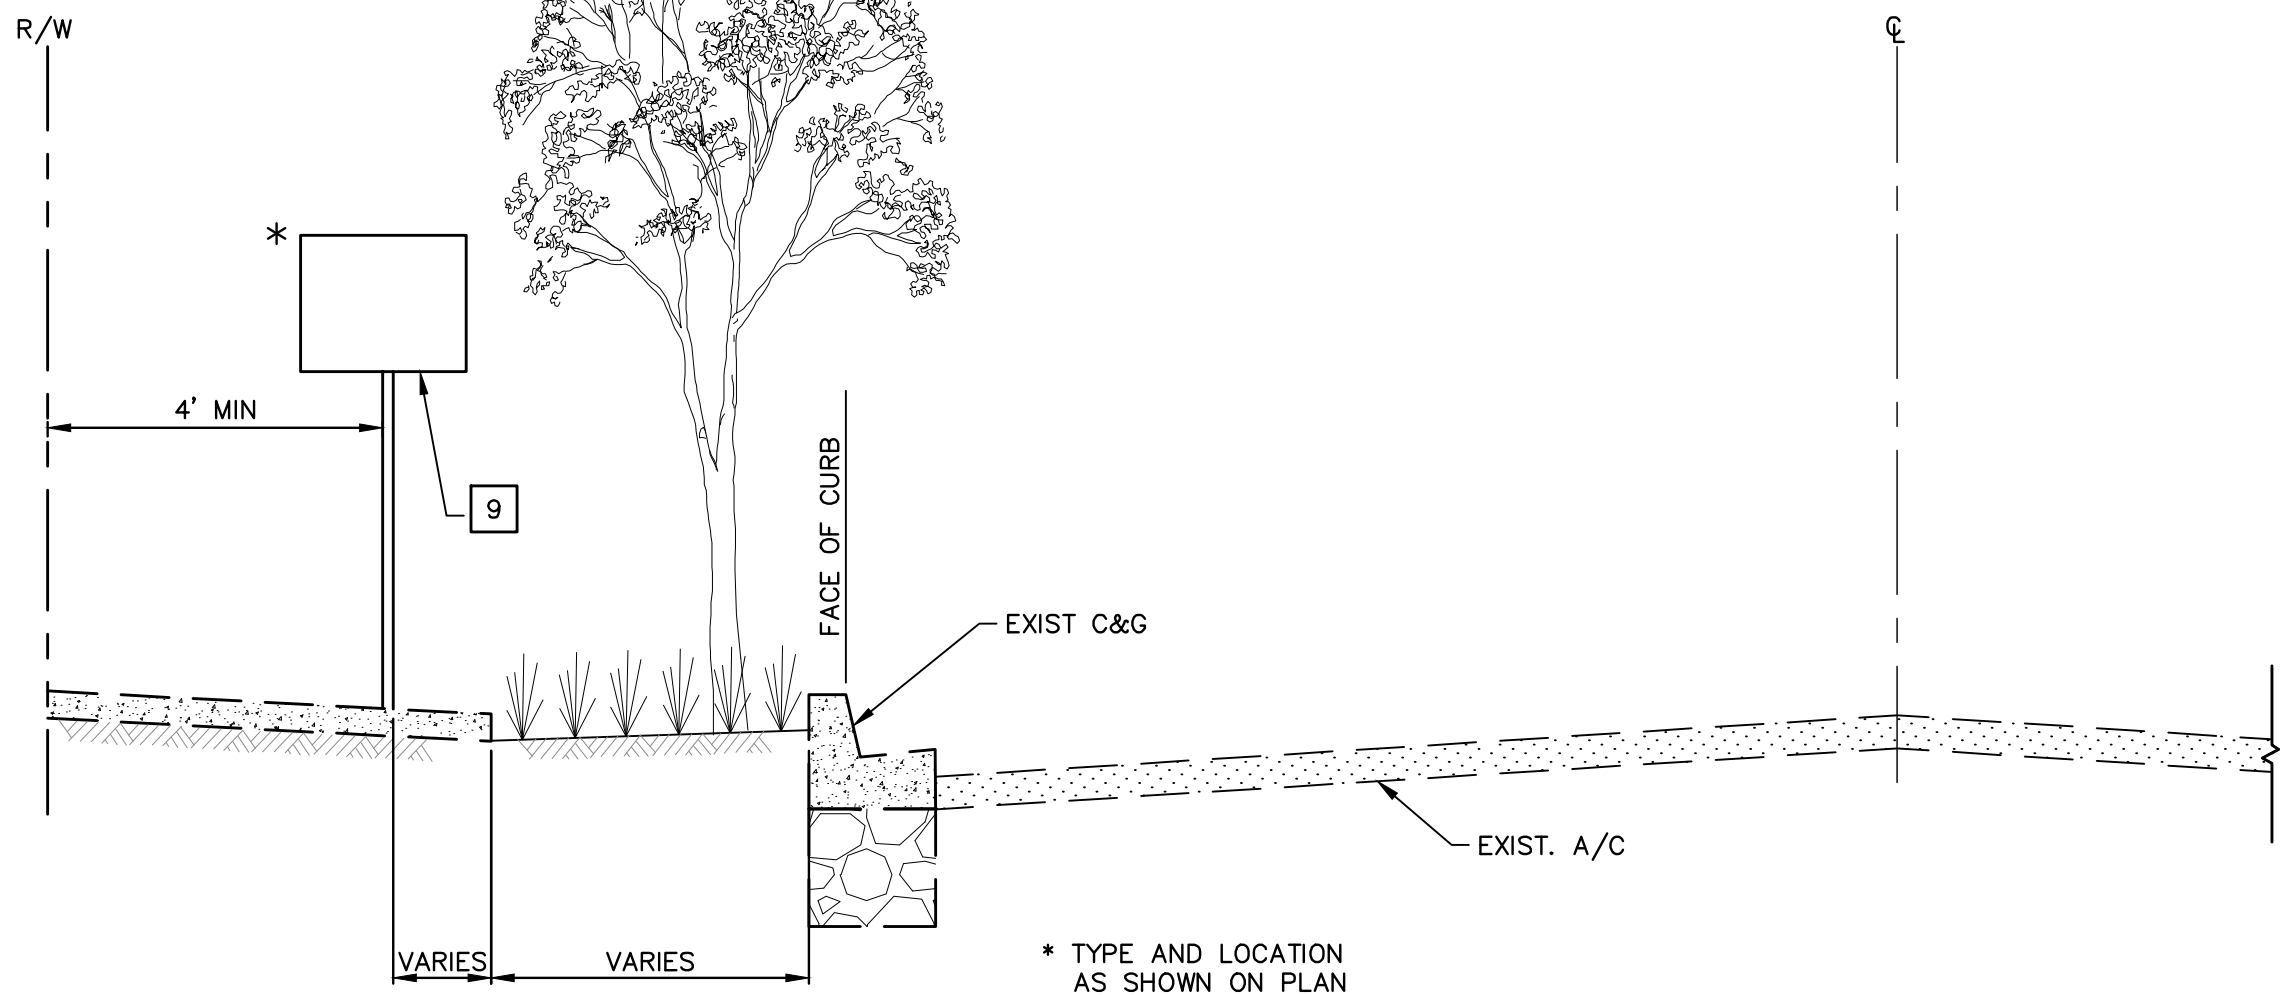 R/W
℄
*
4' MIN
9
FACE OF CURB
EXIST C&G
EXIST. A/C
VARIES
VARIES
* TYPE AND LOCATION
AS SHOWN ON PLAN